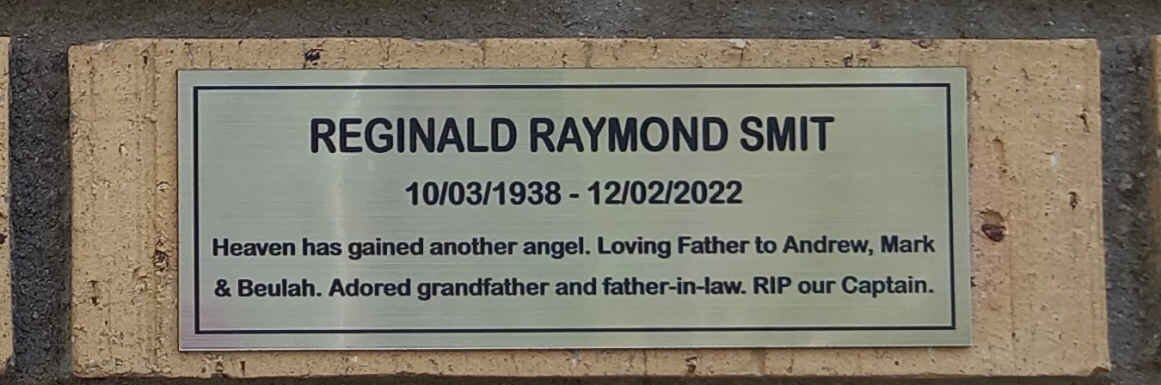 REGINALD RAYMOND SMIT
10/03/1938 - 12/02/2022
Heaven has gained another angel. Loving Father to Andrew, Mark
& Beulah. Adored grandfather and father-in-law. RIP our Captain.